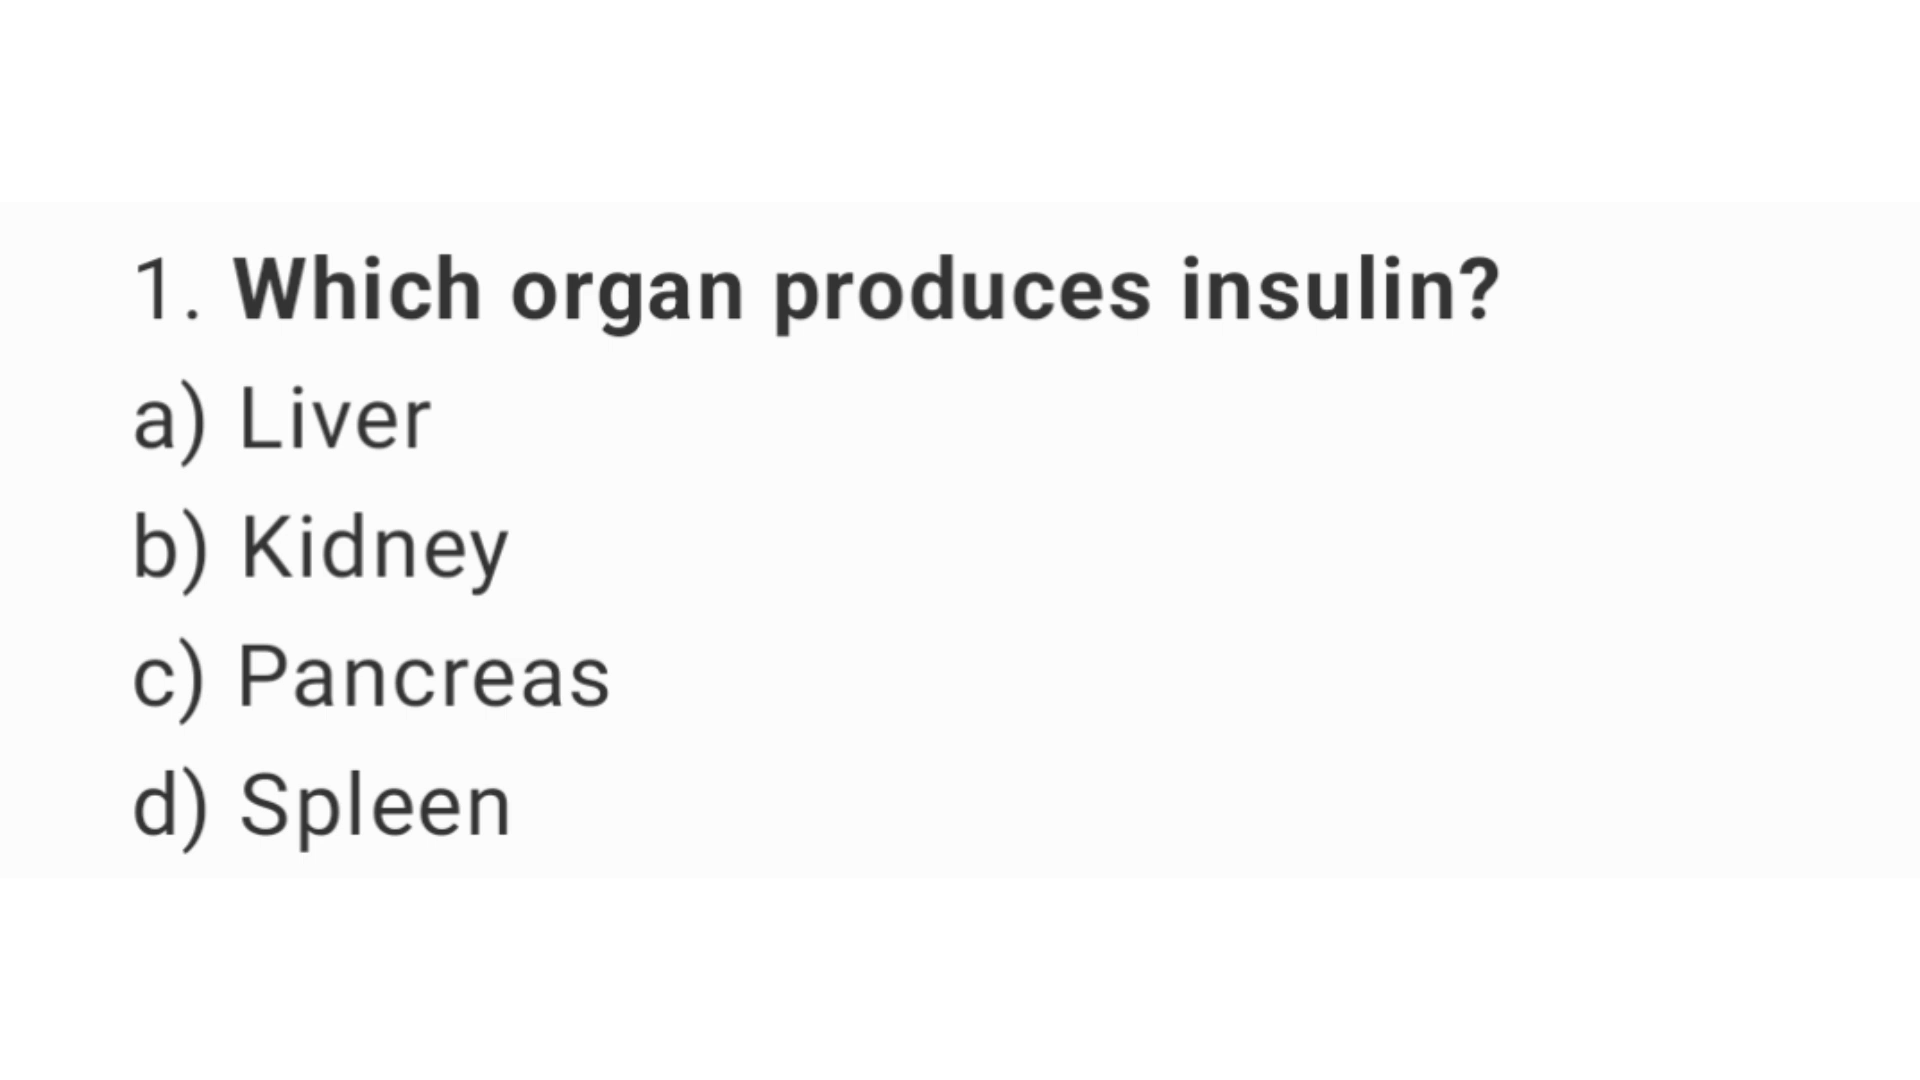 1. Which organ produces insulin?
a) Liver
b) Kidney
c) Pancreas
d) Spleen